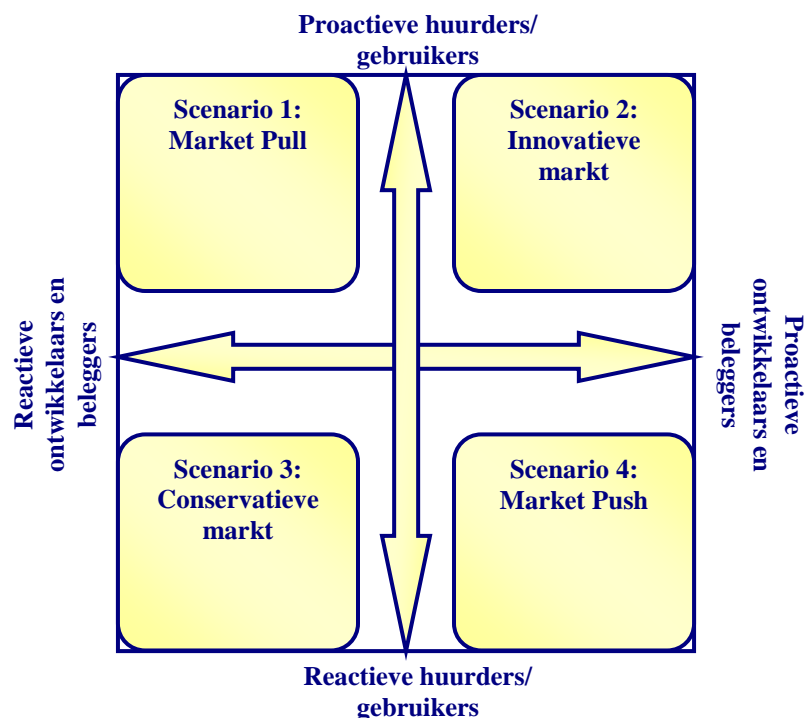 Proactieve huurders/
gebruikers
Scenario 1:
Market Pull
Scenario 2:
Innovatieve
markt
Reactieve
ontwikkelaars en
beleggers
Proactieve
ontwikkelaars en
beleggers
Scenario 3:
Conservatieve
markt
Scenario 4:
Market Push
Reactieve huurders/
gebruikers